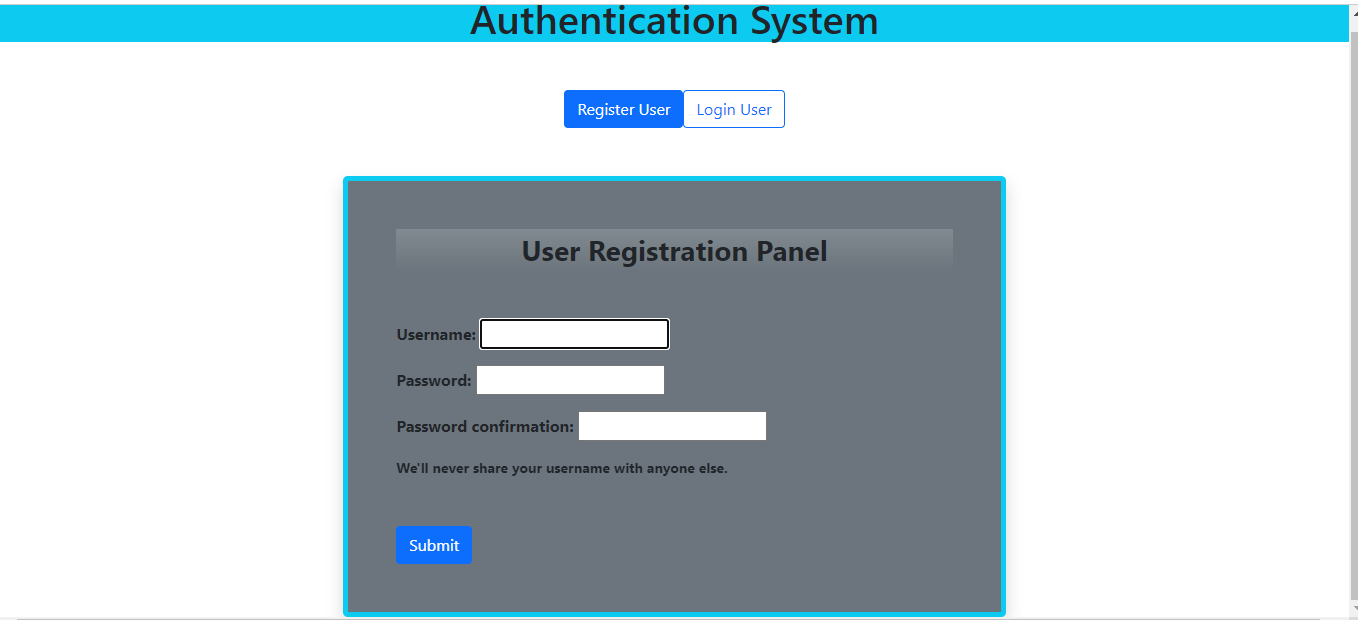 Authentication System
Register User Login User
User Registration Panel
Username:
Password:
Password confirmation:
We'll never share your username with anyone else.
Submit